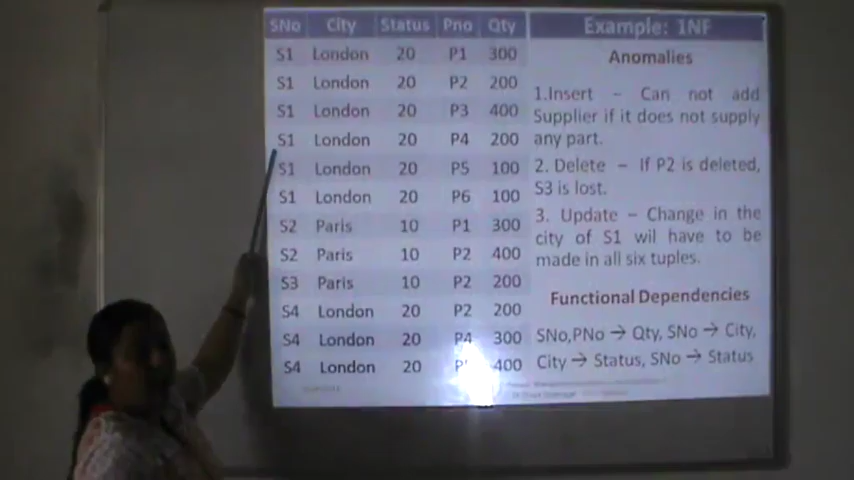 SNo City Status Pno Qty
S1 London 20 P1 300
S1 London 20 P2 200
S1 London 20 P3 400
S1 London 20 P4 200
S1 London 20 P5 100
S1 London 20 P6 100
S2 Paris 10 P1 300
S2 Paris 10 P2 400
S3 Paris 10 P2 200
S4 London 20 P2 200
S4 London 20 P4 300
S4 London 20 400
Example: 1NF
Anomalies
1.Insert – Can not add
Supplier if it does not supply
any part.
2. Delete – If P2 is deleted,
S3 is lost.
3. Update – Change in the
city of S1 wil have to be
made in all six tuples.
Functional Dependencies
SNo,PNo → Qty, SNo → City,
City → Status, SNo → Status